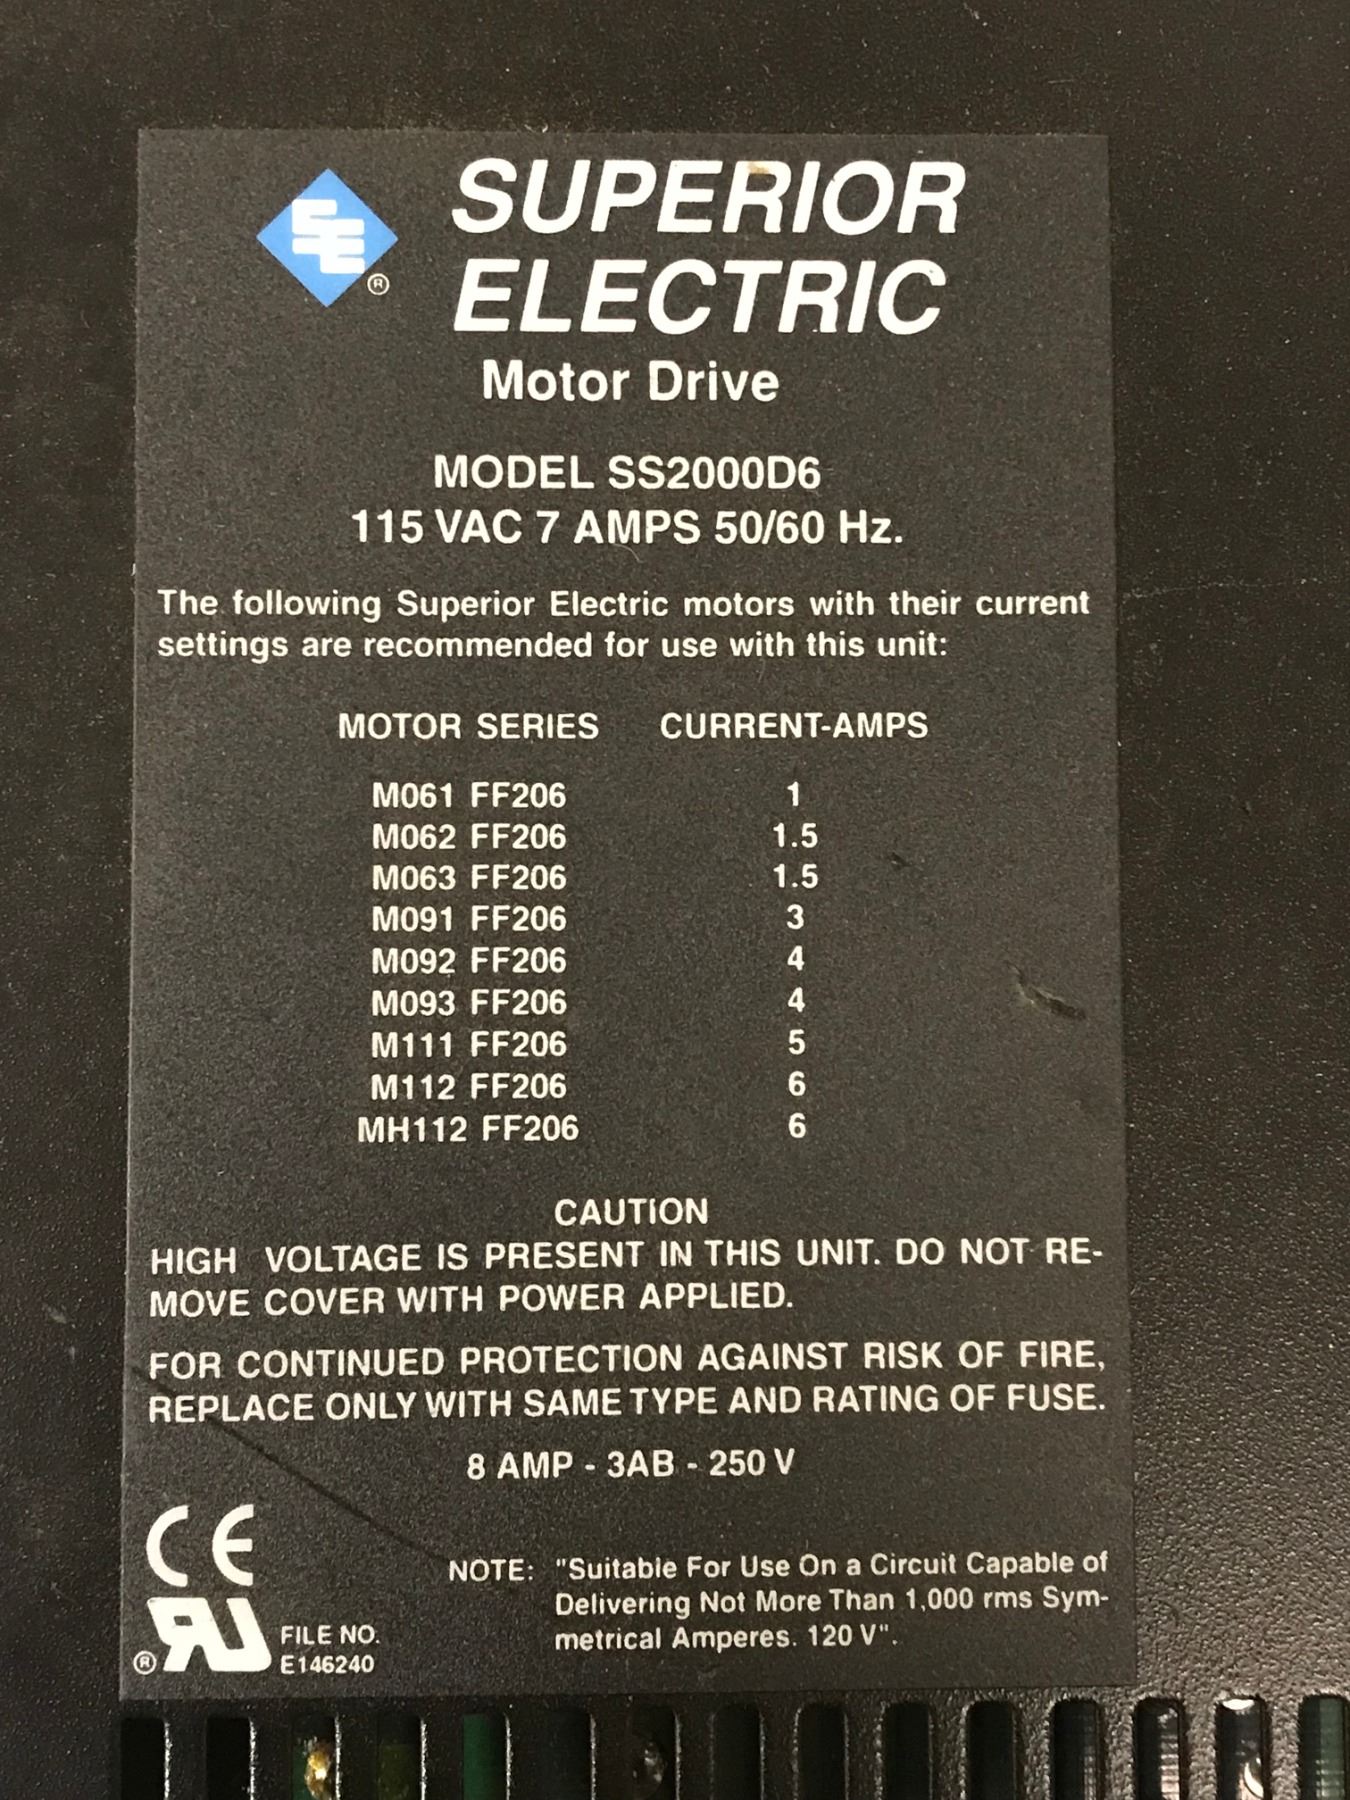 SE ®
SUPERIOR
ELECTRIC
Motor Drive
MODEL SS2000D6
115 VAC 7 AMPS 50/60 Hz.
The following Superior Electric motors with their current
settings are recommended for use with this unit:
MOTOR SERIES CURRENT-AMPS
M061 FF206 1
M062 FF206 1.5
M063 FF206 1.5
M091 FF206 3
M092 FF206 4
M093 FF206 4
M111 FF206 5
M112 FF206 6
MH112 FF206 6
CAUTION
HIGH VOLTAGE IS PRESENT IN THIS UNIT. DO NOT RE-
MOVE COVER WITH POWER APPLIED.
FOR CONTINUED PROTECTION AGAINST RISK OF FIRE,
REPLACE ONLY WITH SAME TYPE AND RATING OF FUSE.
8 AMP - 3AB - 250 V
CE
NOTE: "Suitable For Use On a Circuit Capable of
Delivering Not More Than 1,000 rms Sym-
metrical Amperes. 120 V".
® RU FILE NO.
E146240